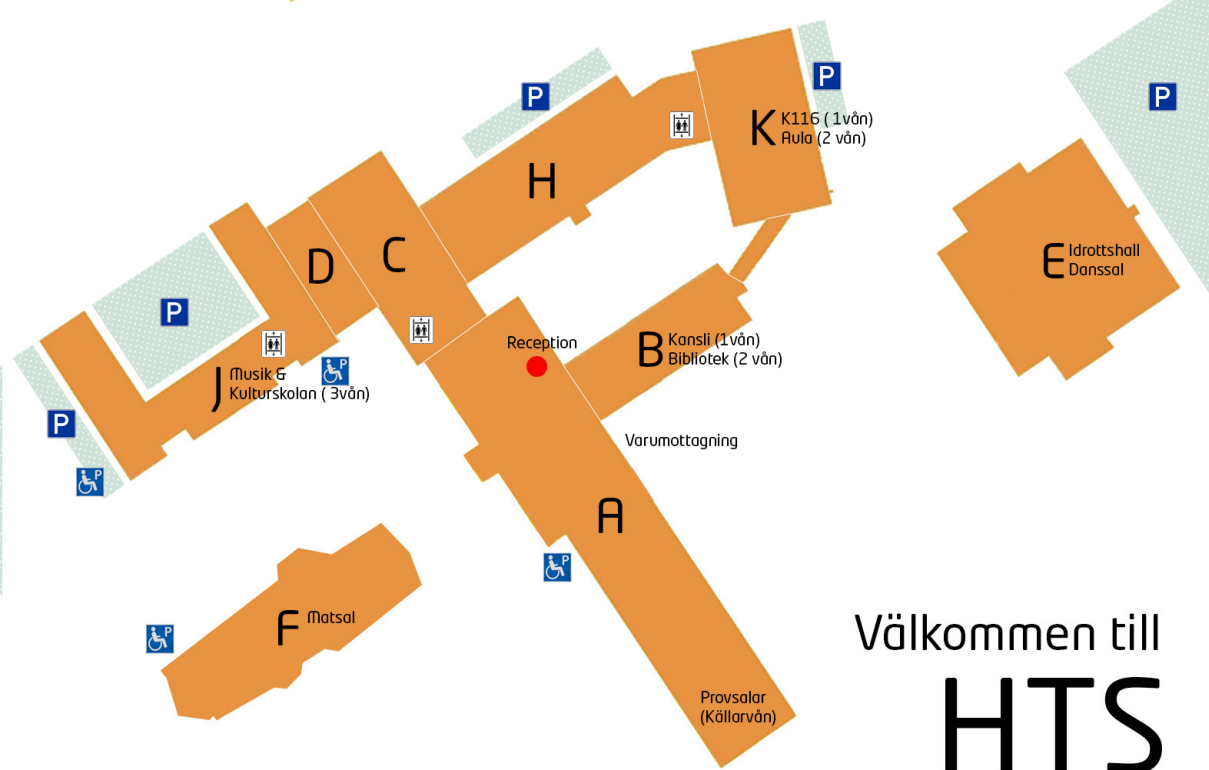 P
P
P
K K116 ( 1vån)
Aula (2 vån)
H
E Idrottshall
Danssal
D
C
P
Reception
B Kansli (1vån)
Bibliotek (2 vån)
P
J Musik &
Kulturskolan ( 3vån)
P
P
Varumottagning
A
P
F Matsal
P
Välkommen till
HTS
Provsalar
(Källarvån)